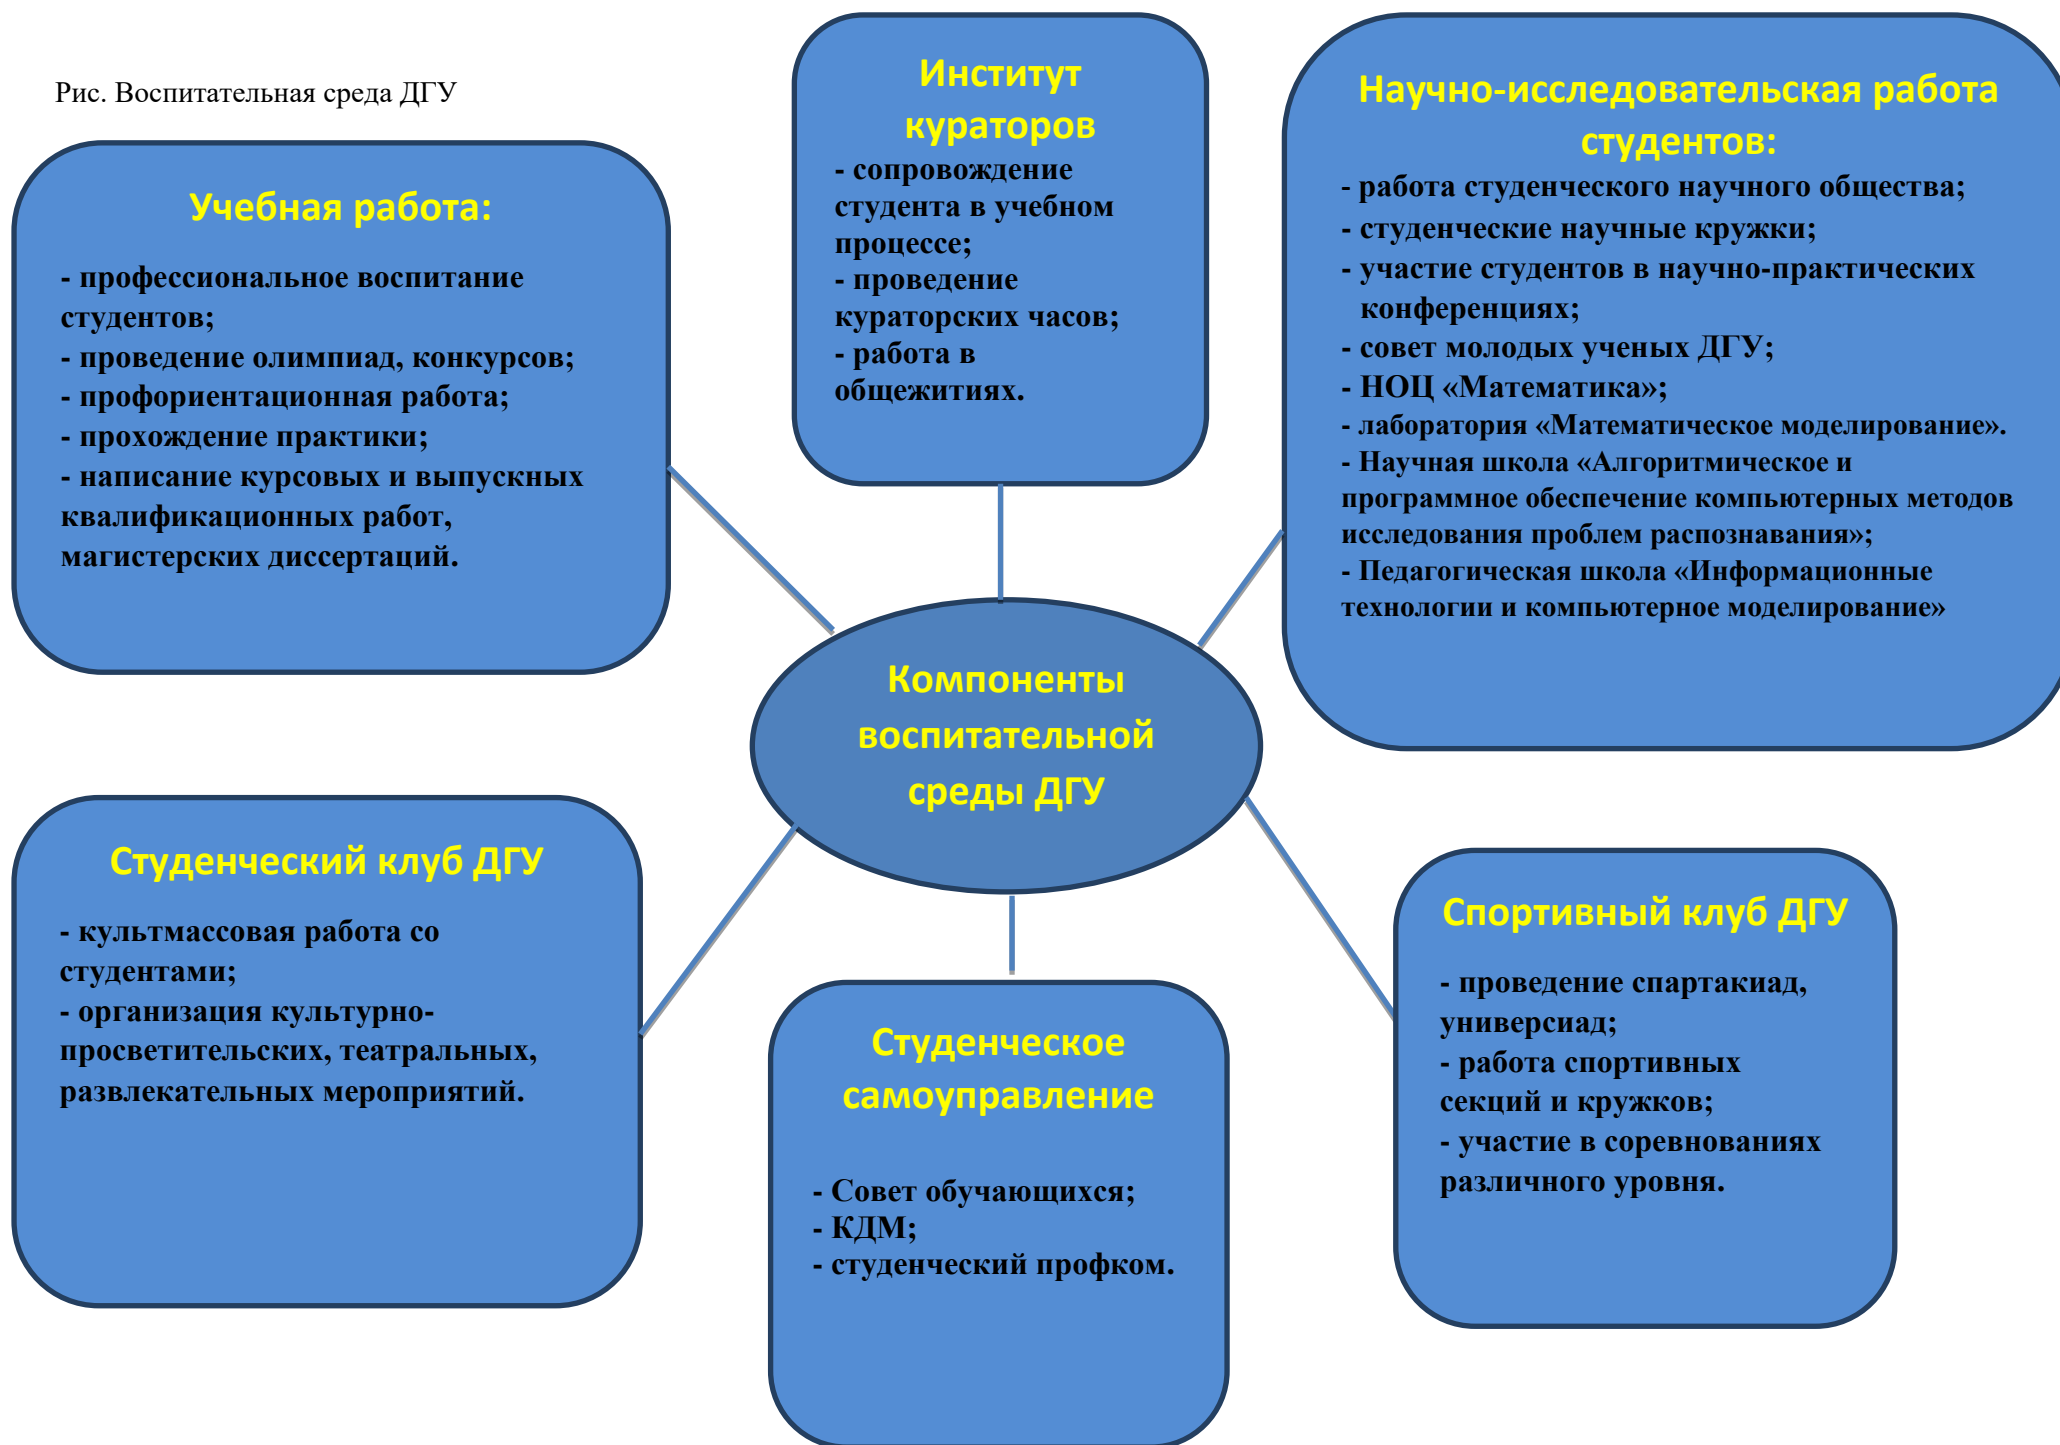 Рис. Воспитательная среда ДГУ
Учебная работа:
- профессиональное воспитание
студентов;
- проведение олимпиад, конкурсов;
- профориентационная работа;
- прохождение практики;
- написание курсовых и выпускных
квалификационных работ,
магистерских диссертаций.
Институт
кураторов
- сопровождение
студента в учебном
процессе;
- проведение
кураторских часов;
- работа в
общежитиях.
Научно-исследовательская работа
студентов:
- работа студенческого научного общества;
- студенческие научные кружки;
- участие студентов в научно-практических
конференциях;
- совет молодых ученых ДГУ;
- НОЦ «Математика»;
- лаборатория «Математическое моделирование».
- Научная школа «Алгоритмическое и
программное обеспечение компьютерных методов
исследования проблем распознавания»;
- Педагогическая школа «Информационные
технологии и компьютерное моделирование»
Компоненты
воспитательной
среды ДГУ
Студенческий клуб ДГУ
- культмассовая работа со
студентами;
- организация культурно-
просветительских, театральных,
развлекательных мероприятий.
Студенческое
самоуправление
- Совет обучающихся;
- КДМ;
- студенческий профком.
Спортивный клуб ДГУ
- проведение спартакиад,
универсиад;
- работа спортивных
секций и кружков;
- участие в соревнованиях
различного уровня.